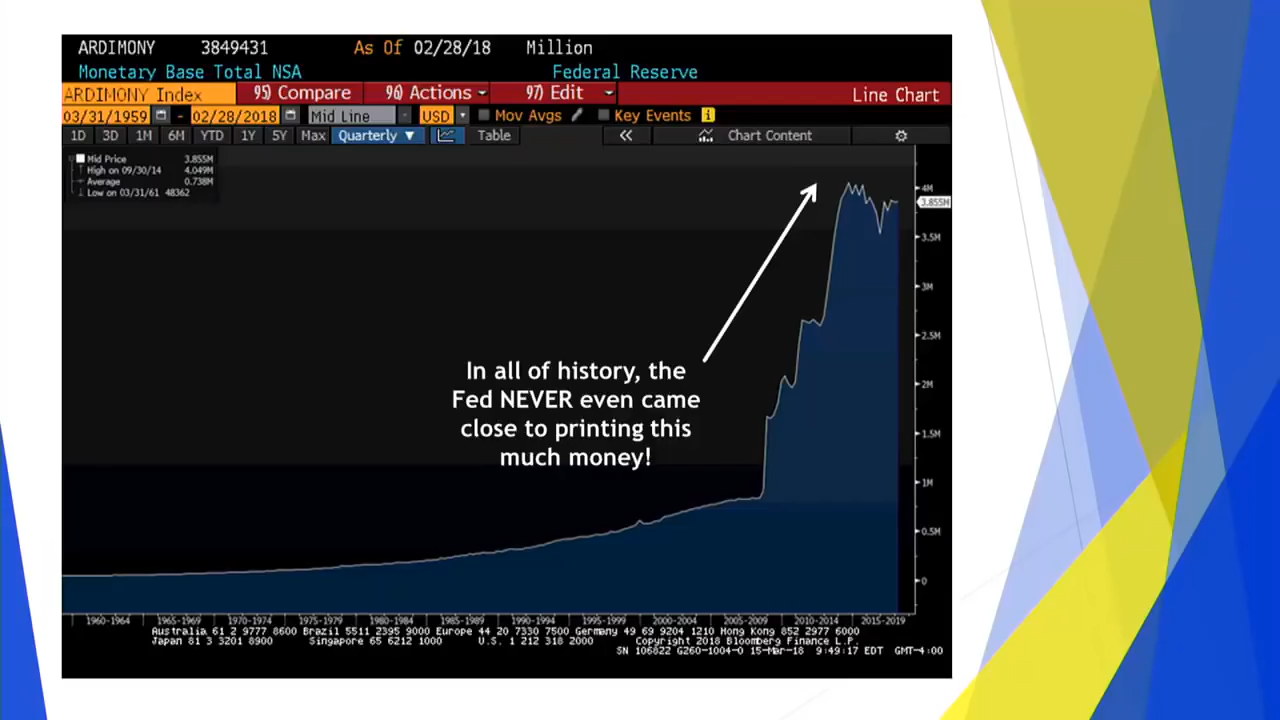 ARDIMONY 3849431 As Of 02/28/18 Million
Monetary Base Total NSA Federal Reserve
ARDIMONY Index 95) Compare 96) Actions 97) Edit Line Chart
03/31/1959 - 02/28/2018 Mid Line USD Mov Avgs Key Events
1D 3D 1M 6M YTD 1Y 5Y Max Quarterly ▼ Table « Chart Content
Mid Price 3.855M
High on 09/30/14 4.049M
Average 0.738M
Low on 03/31/61 48362
4M
3.855M
3.5M
3M
2.5M
2M
1.5M
1M
0.5M
0
In all of history, the
Fed NEVER even came
close to printing this
much money!
1960-1964 1965-1969 1970-1974 1975-1979 1980-1984 1985-1989 1990-1994 1995-1999 2000-2004 2005-2009 2010-2014 2015-2019
Australia 61 2 9777 8600 Brazil 5511 2395 9000 Europe 44 20 7330 7500 Germany 49 69 9204 1210 Hong Kong 852 2977 6000
Japan 81 3 3201 8900 Singapore 65 6212 1000 U.S. 1 212 318 2000 Copyright 2018 Bloomberg Finance L.P.
SN 106822 G260-1004-0 15-Mar-18 9:49:17 EDT GMT-4:00